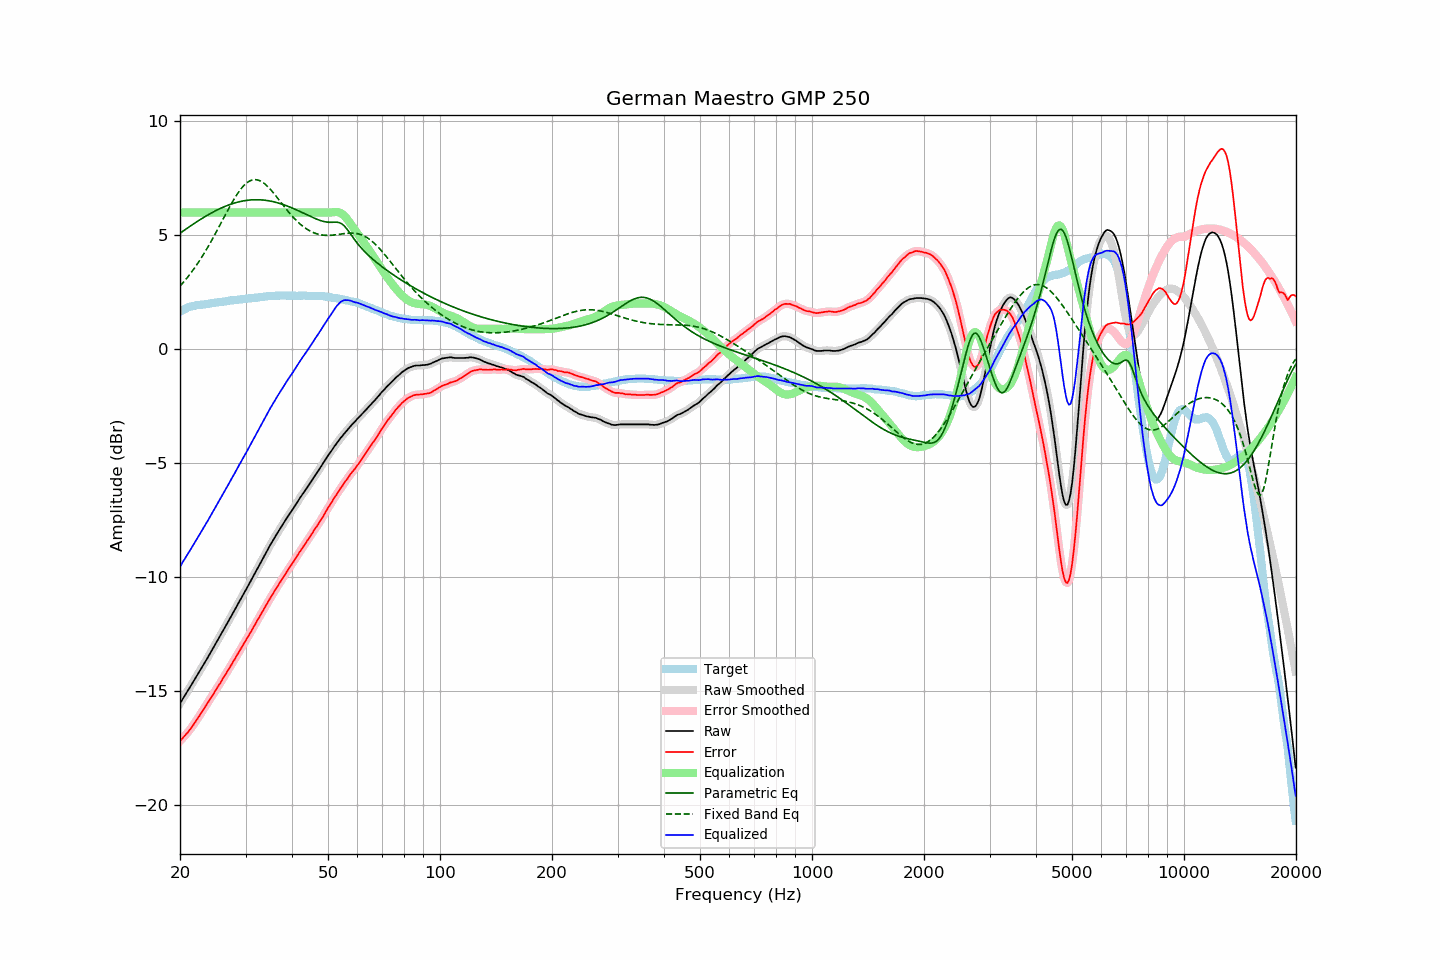 German Maestro GMP 250
10
5
0
−5
−10
−15
−20
Amplitude (dBr)
Target
Raw Smoothed
Error Smoothed
Raw
Error
Equalization
Parametric Eq
Fixed Band Eq
Equalized
20 50 100 200 500 1000 2000 5000 10000 20000
Frequency (Hz)